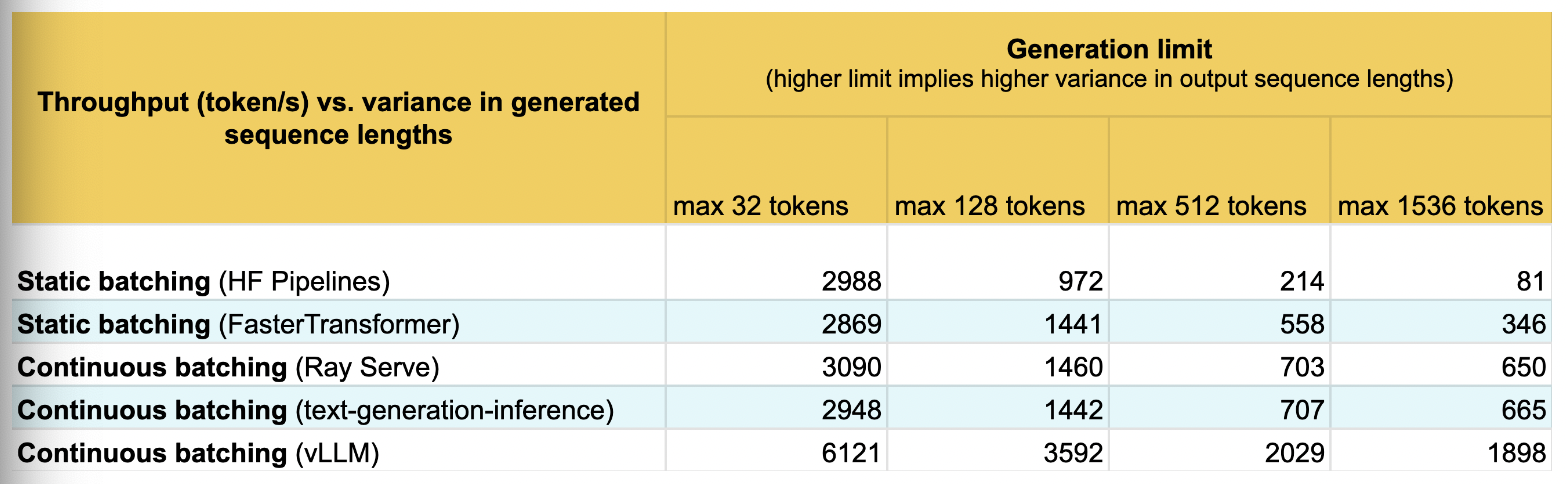 Throughput (token/s) vs. variance in generated
sequence lengths
Generation limit
(higher limit implies higher variance in output sequence lengths)
max 32 tokens max 128 tokens max 512 tokens max 1536 tokens
Static batching (HF Pipelines) 2988 972 214 81
Static batching (FasterTransformer) 2869 1441 558 346
Continuous batching (Ray Serve) 3090 1460 703 650
Continuous batching (text-generation-inference) 2948 1442 707 665
Continuous batching (vLLM) 6121 3592 2029 1898